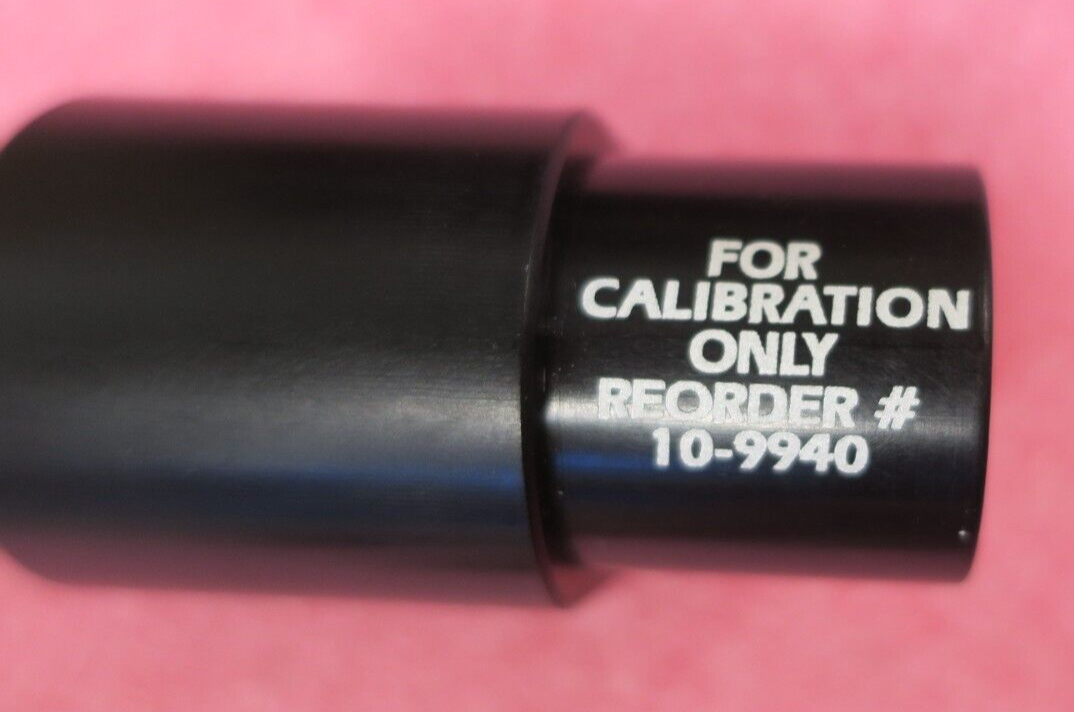 FOR
CALIBRATION
ONLY
REORDER #
10-9940